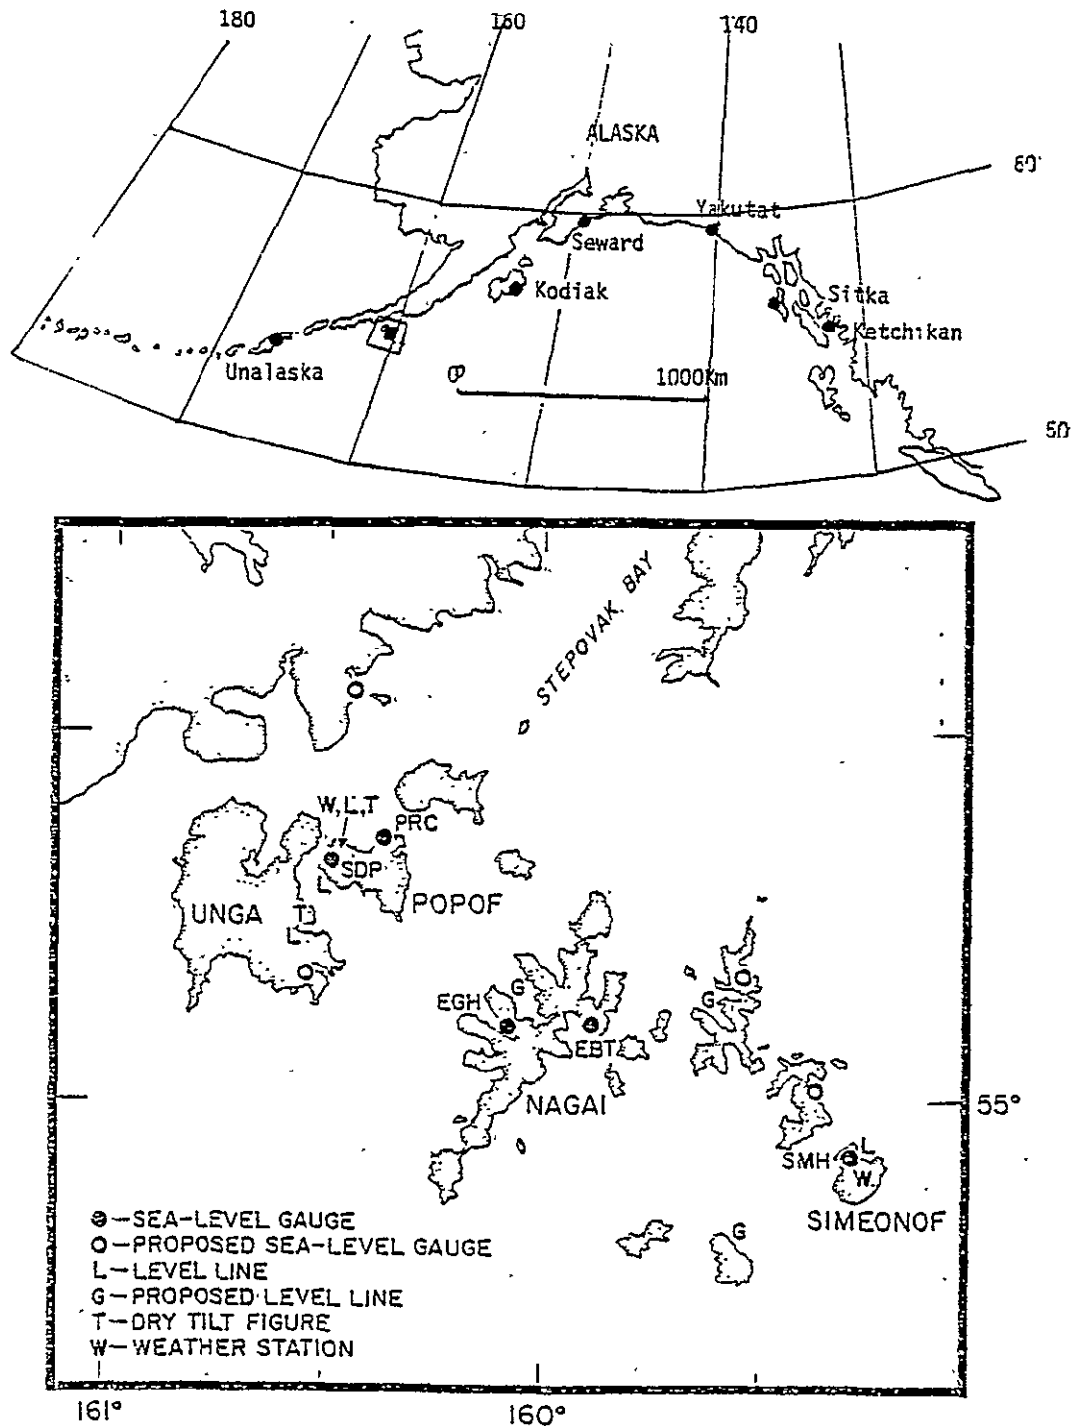 180 160 140
ALASKA
60
Yakutat
Seward
Kodiak
Sitka
Ketchikan
Unalaska
0 1000Km
50
STEPOVAK BAY
W,L,T
PRC
SDP
L
UNGA
POPOF
T3
L
G
EGH
G
EBT
NAGAI
55°
SMH
L
W
SIMEONOF
G
●—SEA-LEVEL GAUGE
O—PROPOSED SEA-LEVEL GAUGE
L—LEVEL LINE
G—PROPOSED LEVEL LINE
T—DRY TILT FIGURE
W—WEATHER STATION
161° 160°